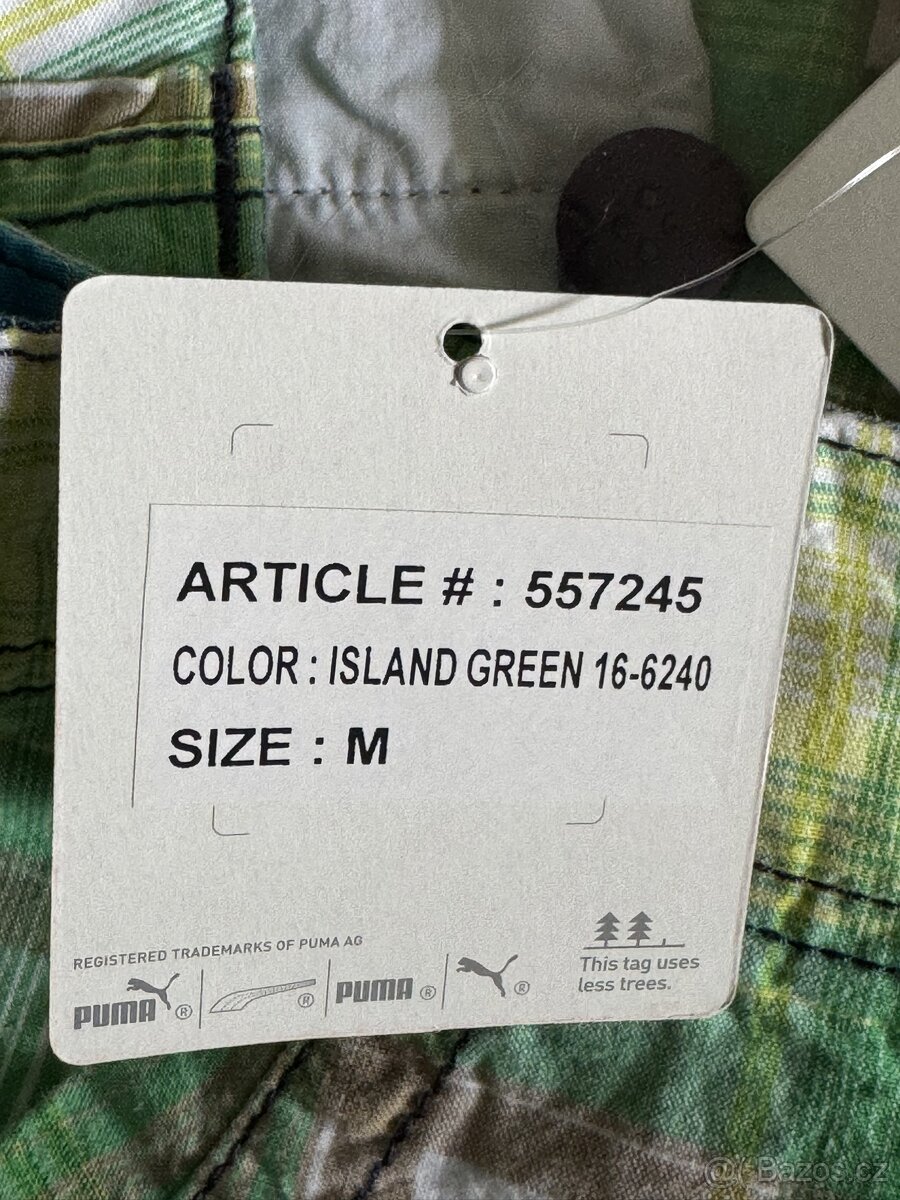 ARTICLE # : 557245
COLOR : ISLAND GREEN 16-6240
SIZE : M
REGISTERED TRADEMARKS OF PUMA AG
PUMA ® ® PUMA ® ®
This tag uses
less trees.
@ Bazos.cz